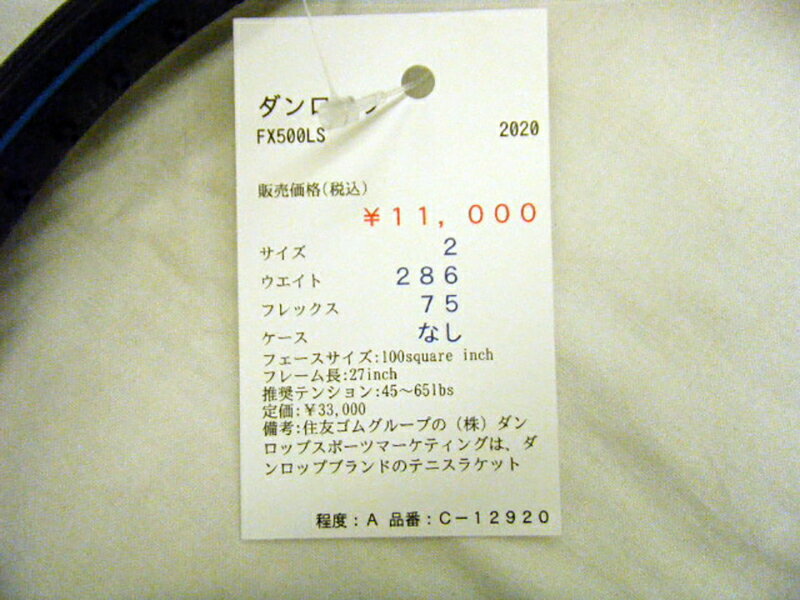 ダンロップ
FX500LS 2020
販売価格(税込)
¥11,000
サイズ 2
ウエイト 286
フレックス 75
ケース なし
フェースサイズ:100square inch
フレーム長:27inch
推奨テンション:45～65lbs
定価:¥33,000
備考:住友ゴムグループの（株）ダン
ロップスポーツマーケティングは、ダ
ンロップブランドのテニスラケット
程度：A 品番：C－12920